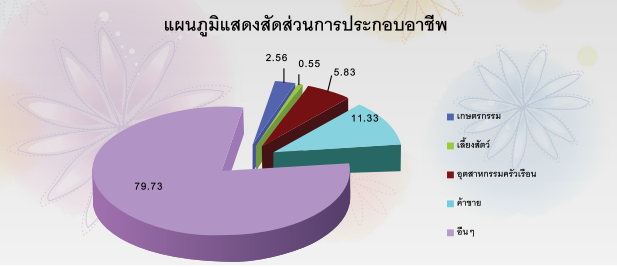 แผนภูมิแสดงสัดส่วนการประกอบอาชีพ
2.56
0.55
5.83
11.33
79.73
เกษตรกรรม
เลี้ยงสัตว์
อุตสาหกรรมครัวเรือน
ค้าขาย
อื่นๆ